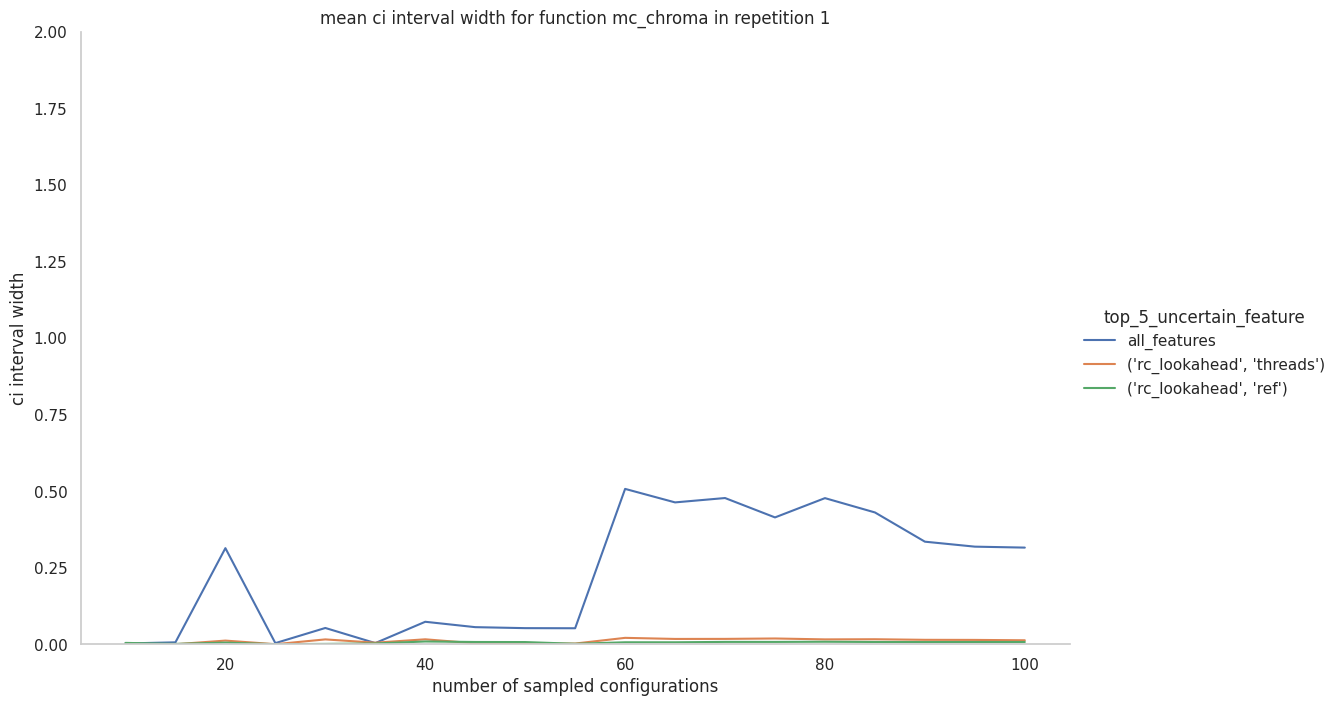 mean ci interval width for function mc_chroma in repetition 1
2.00
1.75
1.50
1.25
1.00
0.75
0.50
0.25
0.00
ci interval width
20
40
60
80
100
number of sampled configurations
top_5_uncertain_feature
all_features
('rc_lookahead', 'threads')
('rc_lookahead', 'ref')